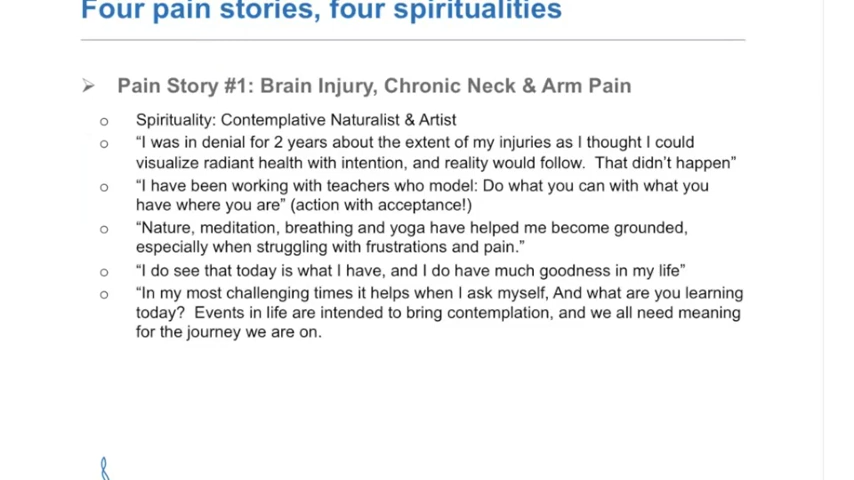 Four pain stories, four spiritualities
Pain Story #1: Brain Injury, Chronic Neck & Arm Pain
Spirituality: Contemplative Naturalist & Artist
“I was in denial for 2 years about the extent of my injuries as I thought I could
visualize radiant health with intention, and reality would follow. That didn’t happen”
“I have been working with teachers who model: Do what you can with what you
have where you are” (action with acceptance!)
“Nature, meditation, breathing and yoga have helped me become grounded,
especially when struggling with frustrations and pain.”
“I do see that today is what I have, and I do have much goodness in my life”
“In my most challenging times it helps when I ask myself, And what are you learning
today? Events in life are intended to bring contemplation, and we all need meaning
for the journey we are on.